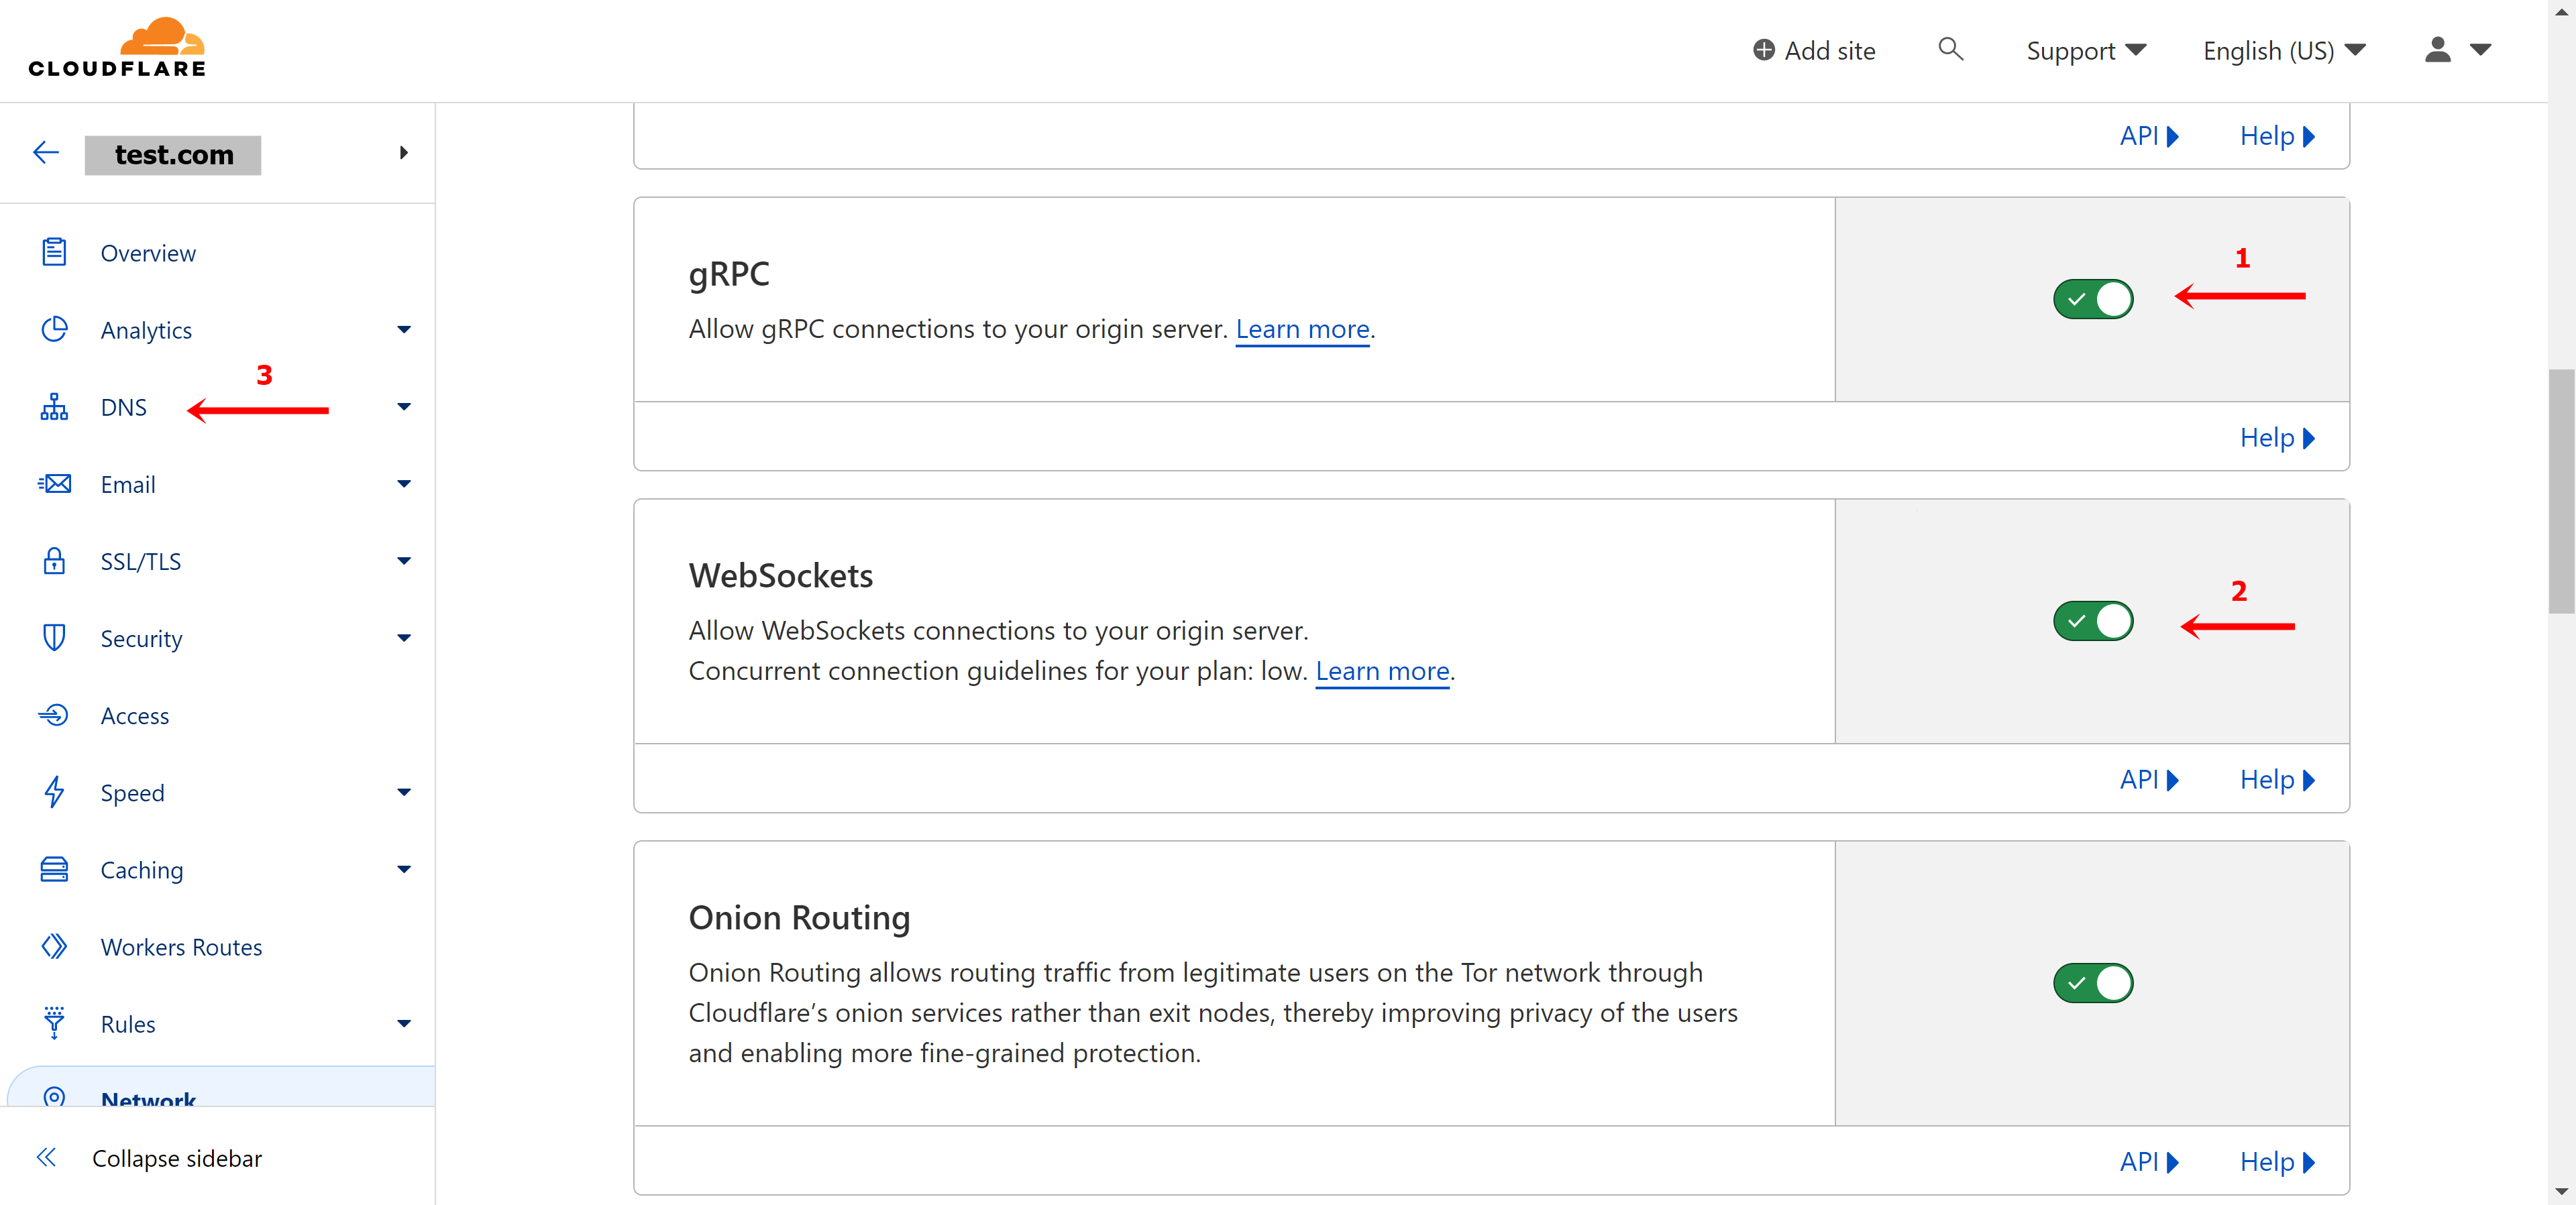 CLOUDFLARE
Add site
Support
English (US)
test.com
Overview
Analytics
3
DNS
Email
SSL/TLS
Security
Access
Speed
Caching
Workers Routes
Rules
Network
Collapse sidebar
API
Help
gRPC
Allow gRPC connections to your origin server. Learn more.
1
Help
WebSockets
Allow WebSockets connections to your origin server.
Concurrent connection guidelines for your plan: low. Learn more.
2
API
Help
Onion Routing
Onion Routing allows routing traffic from legitimate users on the Tor network through
Cloudflare’s onion services rather than exit nodes, thereby improving privacy of the users
and enabling more fine-grained protection.
API
Help